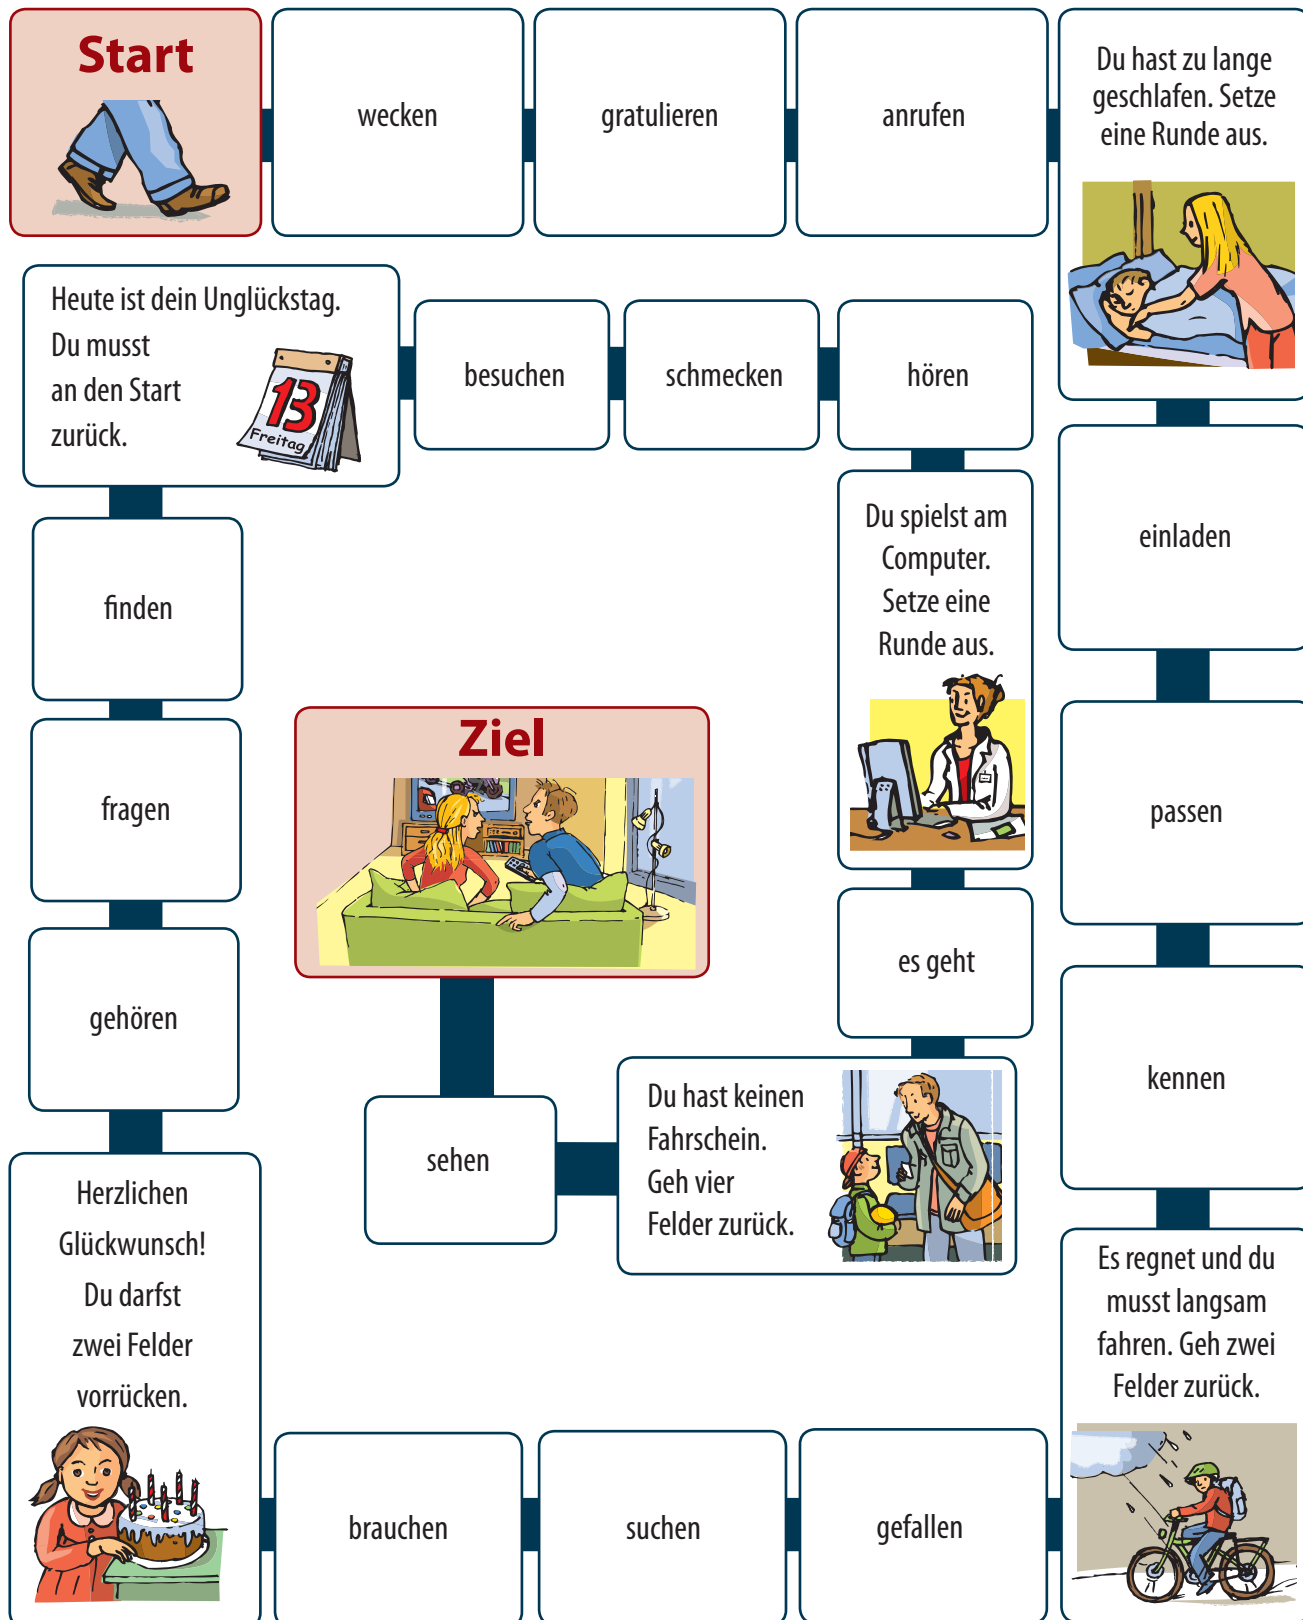 Start
wecken
gratulieren
anrufen
Du hast zu lange
geschlafen. Setze
eine Runde aus.
einladen
passen
kennen
Es regnet und du
musst langsam
fahren. Geh zwei
Felder zurück.
gefallen
suchen
brauchen
Herzlichen
Glückwunsch!
Du darfst
zwei Felder
vorrücken.
gehören
fragen
finden
Heute ist dein Unglückstag.
Du musst
an den Start
zurück.
13
Freitag
besuchen
schmecken
hören
Du spielst am
Computer.
Setze eine
Runde aus.
es geht
Du hast keinen
Fahrschein.
Geh vier
Felder zurück.
sehen
Ziel